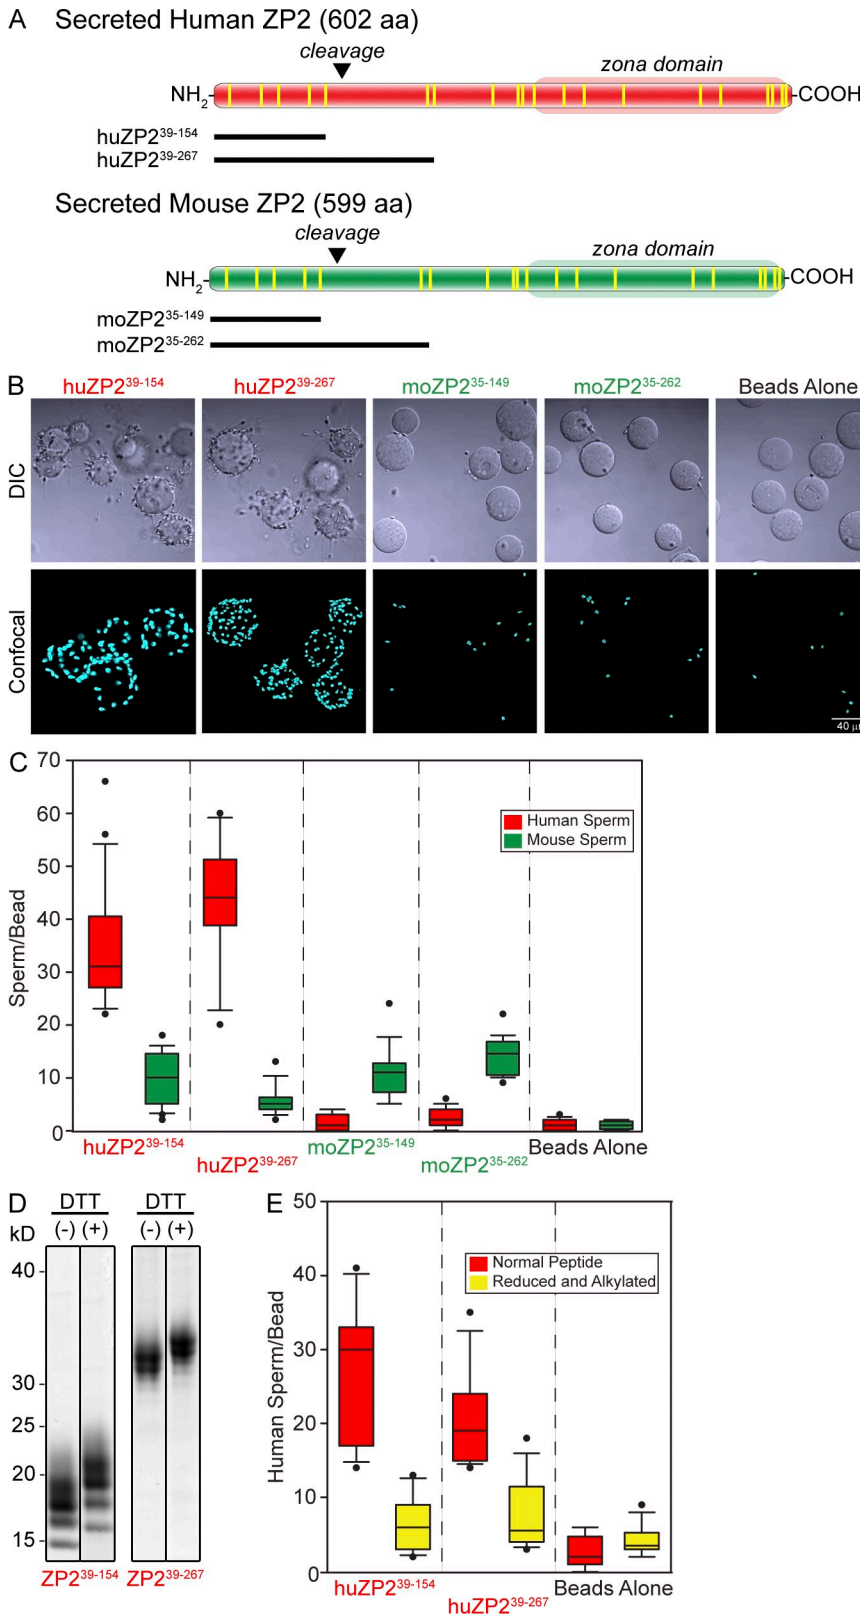 A Secreted Human ZP2 (602 aa)
cleavage
zona domain
NH2 COOH
huZP239-154
huZP239-267
Secreted Mouse ZP2 (599 aa)
cleavage
zona domain
NH2 COOH
moZP235-149
moZP235-262
B huZP239-154 huZP239-267 moZP235-149 moZP235-262 Beads Alone
DIC
Confocal
40
C 70
60
50
40
30
20
10
0
Sperm/Bead
Human Sperm
Mouse Sperm
huZP239-154 huZP239-267 moZP235-149 moZP235-262 Beads Alone
D DTT DTT
kD (-) (+) (-) (+)
40
30
25
20
15
ZP239-154 ZP239-267
E 50
40
30
20
10
0
Human Sperm/Bead
Normal Peptide
Reduced and Alkylated
huZP239-154 huZP239-267 Beads Alone